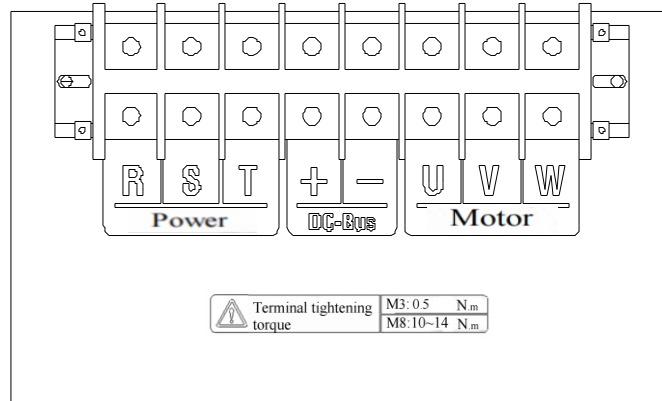 R S T + − U V W
Power DC-Bus Motor
Terminal tightening M3: 0.5 N.m
torque M8:10~14 N.m